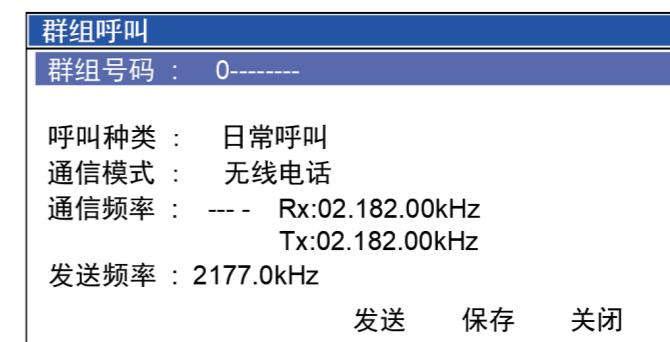 群组呼叫
群组号码 : 0--------
呼叫种类 : 日常呼叫
通信模式 : 无线电话
通信频率 : --- - Rx:02.182.00kHz
Tx:02.182.00kHz
发送频率 : 2177.0kHz
发送 保存 关闭